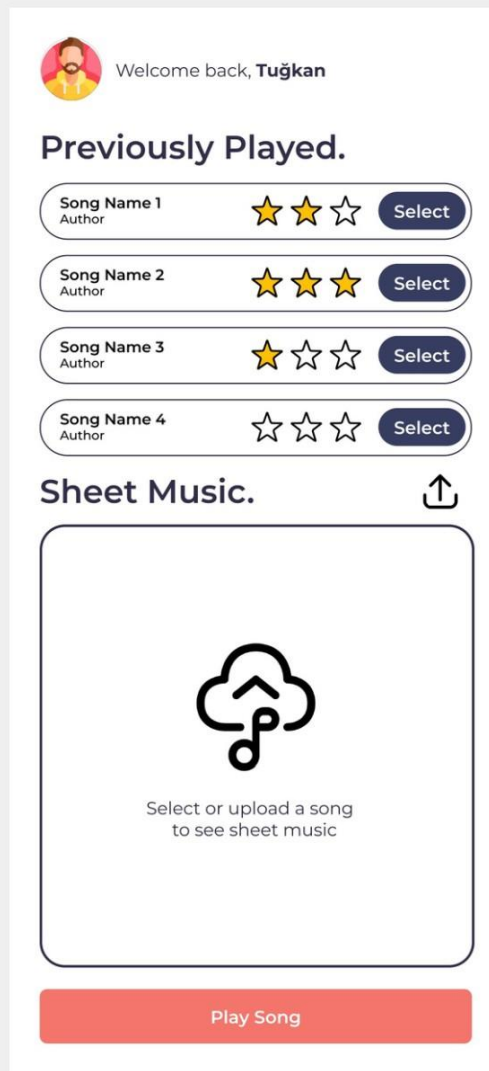 Welcome back, Tuğkan
Previously Played.
Song Name 1
Author
Select
Song Name 2
Author
Select
Song Name 3
Author
Select
Song Name 4
Author
Select
Sheet Music.
Select or upload a song
to see sheet music
Play Song